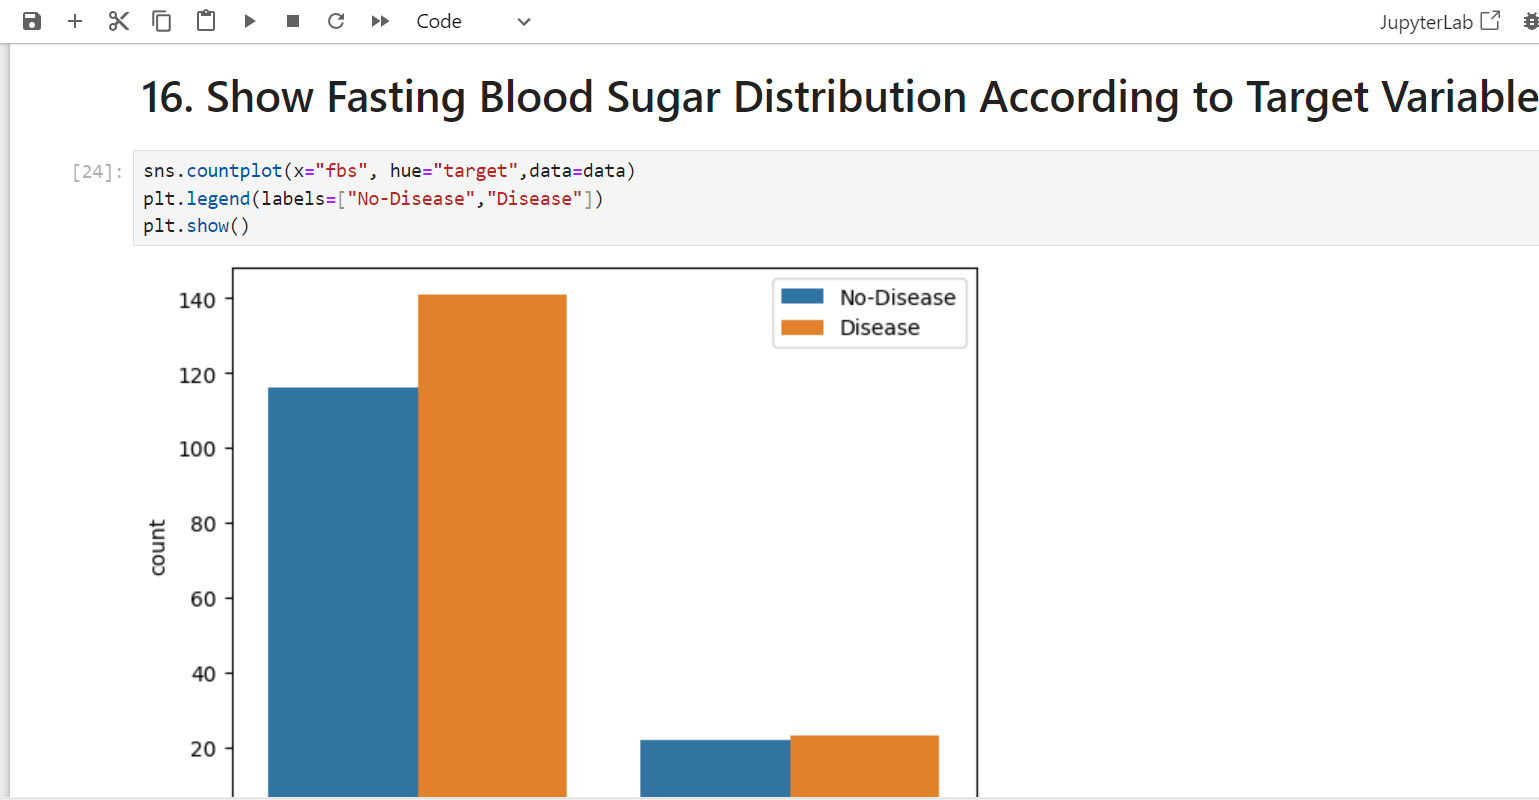 Code
JupyterLab
16. Show Fasting Blood Sugar Distribution According to Target Variable
[24]:
sns.countplot(x="fbs", hue="target",data=data)
plt.legend(labels=["No-Disease","Disease"])
plt.show()
No-Disease
Disease
140
120
100
80
60
40
20
count